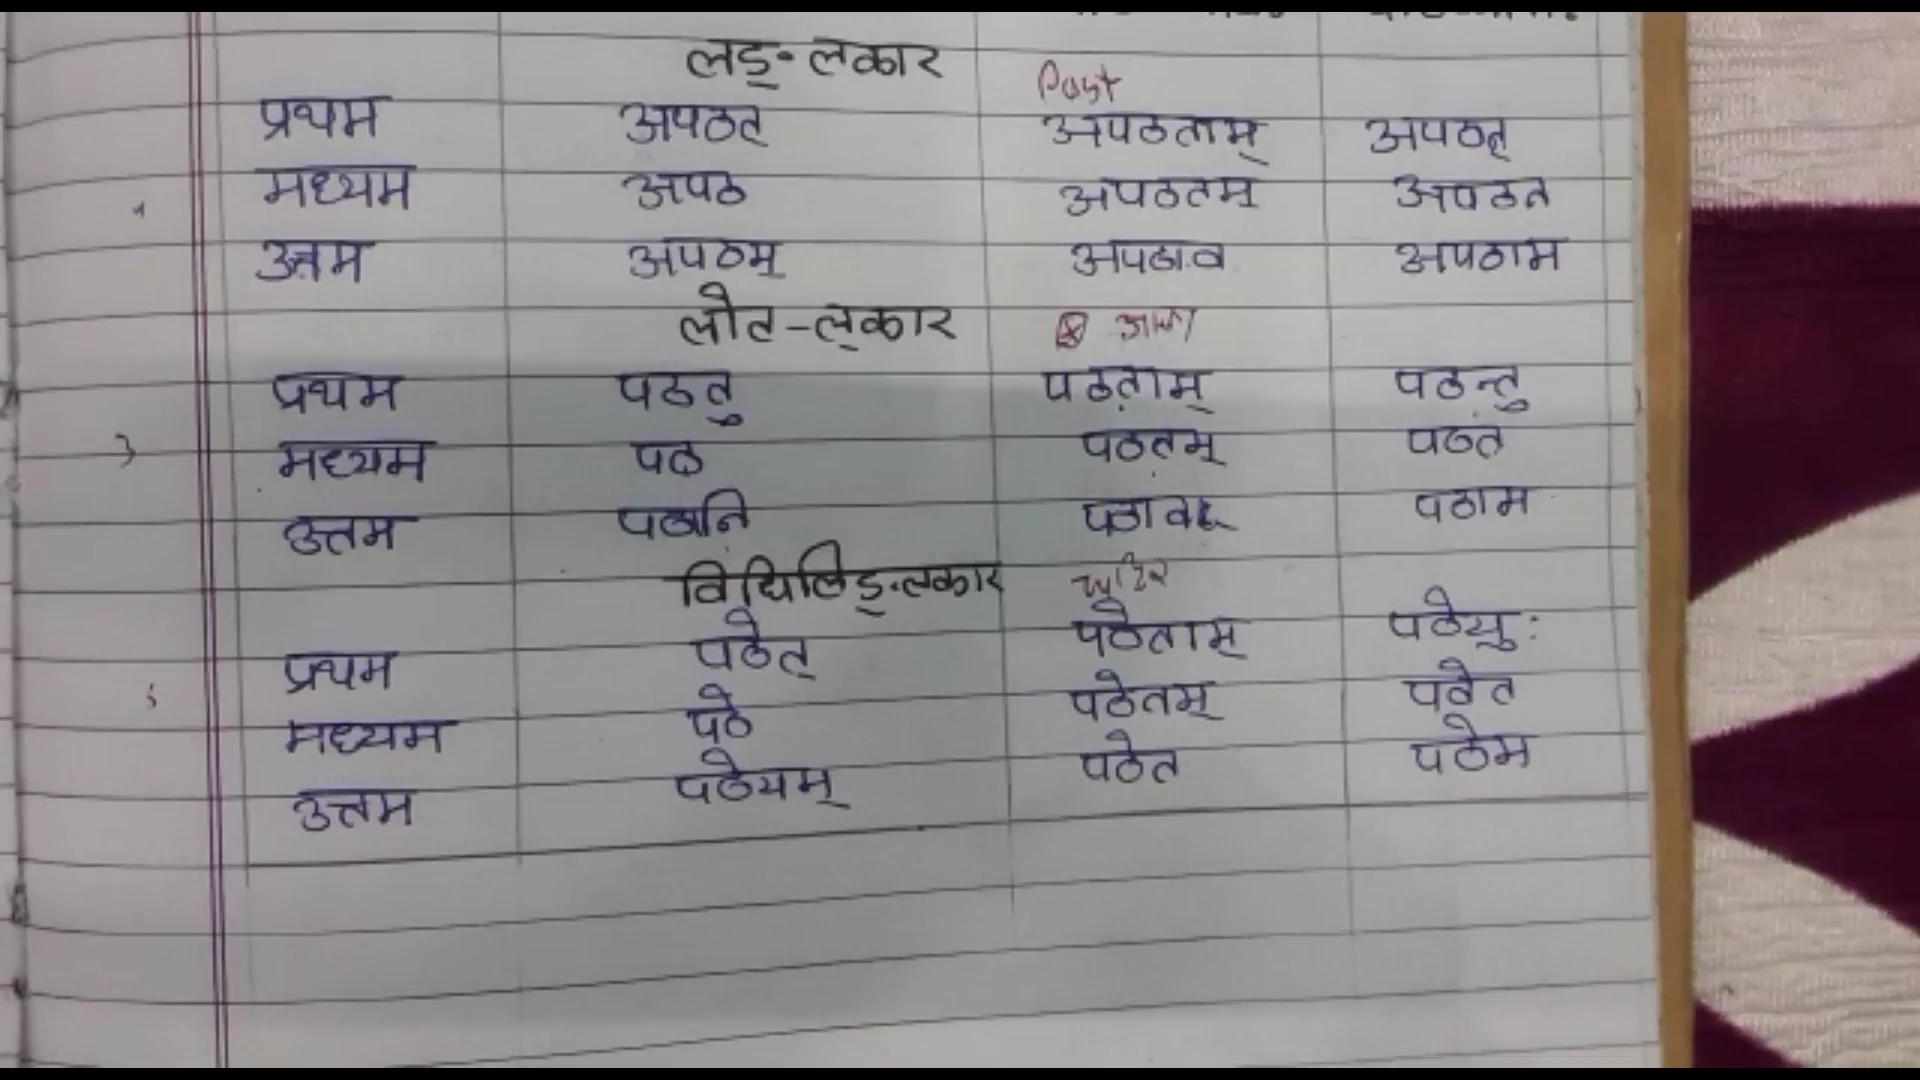 लङ्-लकार
Past
प्रथम अपठत् अपठताम् अपठन्
मध्यम अपठ अपठतम् अपठत
उत्तम अपठम् अपठाव अपठाम
लोट-लकार
प्रथम पठतु पठताम् पठन्तु
मध्यम पठ पठतम् पठत
उत्तम पठानि पठाव पठाम
विधिलिङ्-लकार चाहिए
प्रथम पठेत् पठेताम् पठेयु:
मध्यम पठे पठेतम् पठेत
उत्तम पठेयम् पठेत पठेम